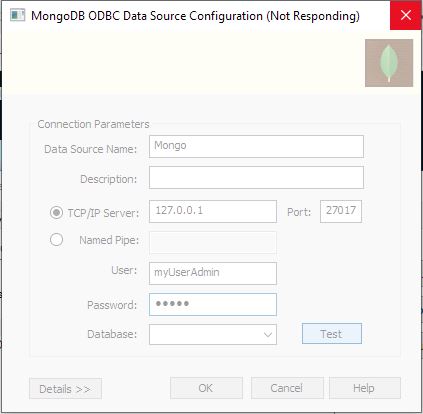 MongoDB ODBC Data Source Configuration (Not Responding)
Connection Parameters
Data Source Name: Mongo
Description:
TCP/IP Server: 127.0.0.1 Port: 27017
Named Pipe:
User: myUserAdmin
Password: •••••
Database:
Test
Details >> OK Cancel Help